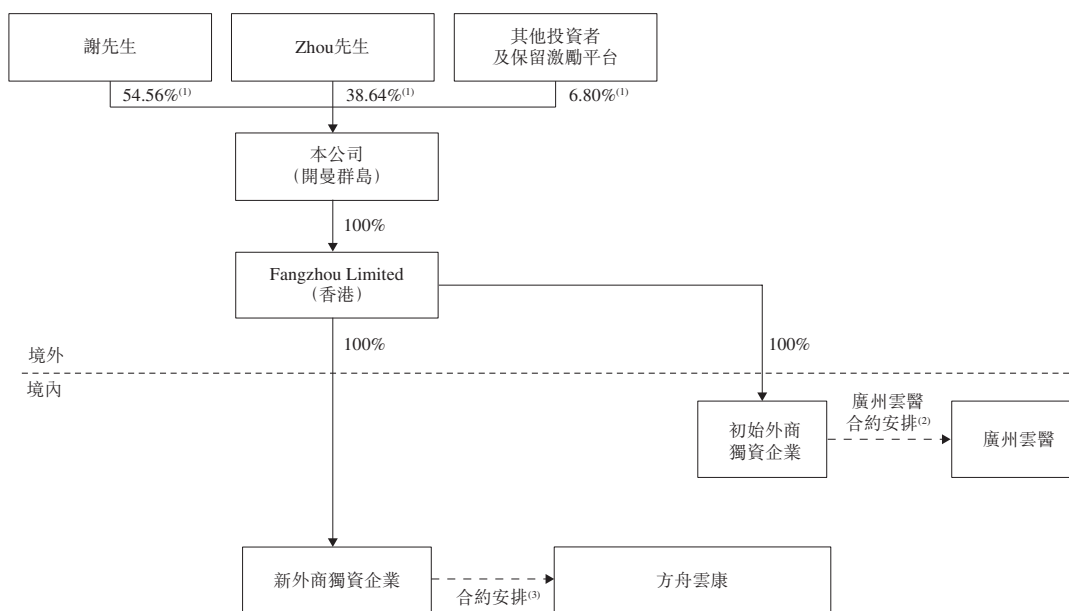 謝先生
Zhou先生
其他投資者
及保留激勵平台
54.56%(1)
38.64%(1)
6.80%(1)
本公司
（開曼群島）
100%
Fangzhou Limited
（香港）
100%
100%
境外
境內
初始外商
獨資企業
廣州雲醫
合約安排(2)
廣州雲醫
新外商獨資企業
合約安排(3)
方舟雲康